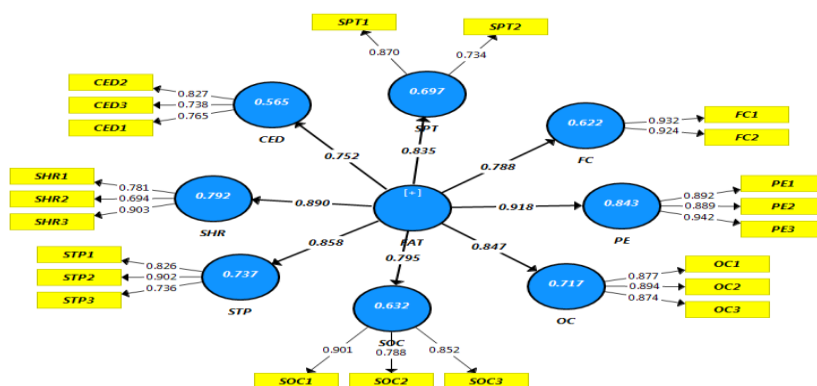 SPT1
SPT2
0.870
0.734
0.697
SPT
CED2
CED3
CED1
0.827
0.738
0.765
0.565
CED
0.752
0.835
0.622
FC
0.932
0.924
FC1
FC2
0.788
SHR1
SHR2
SHR3
0.781
0.694
0.903
0.792
SHR
0.890
[+]
FAT
0.918
0.843
PE
0.892
0.889
0.942
PE1
PE2
PE3
STP1
STP2
STP3
0.826
0.902
0.736
0.737
STP
0.858
0.795
0.847
0.717
OC
0.877
0.894
0.874
OC1
OC2
OC3
0.632
SOC
0.901
0.788
0.852
SOC1
SOC2
SOC3